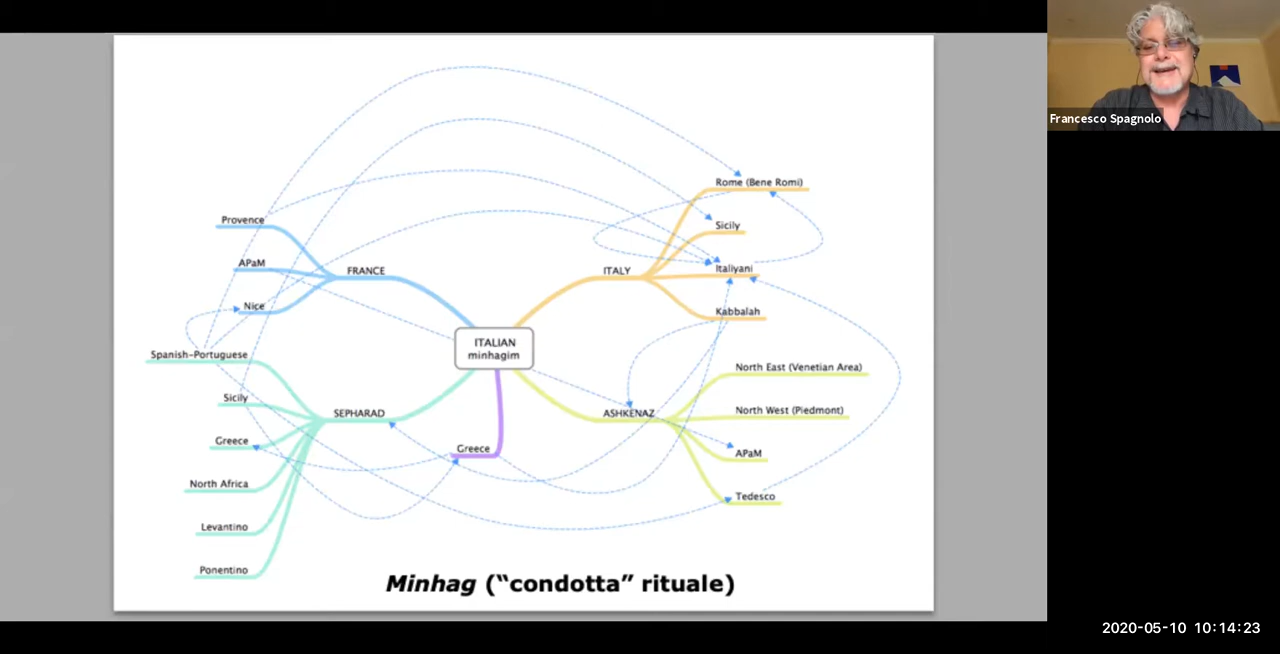 Francesco Spagnolo
Rome (Bene Romi)
Provence
Sicily
APaM
FRANCE
ITALY
Italiyani
Nice
Kabbalah
ITALIAN
minhagim
Spanish-Portuguese
North East (Venetian Area)
Sicily
SEPHARAD
ASHKENAZ
North West (Piedmont)
Greece
Greece
APaM
North Africa
Tedesco
Levantino
Ponentino
Minhag (“condotta” rituale)
2020-05-10 10:14:23